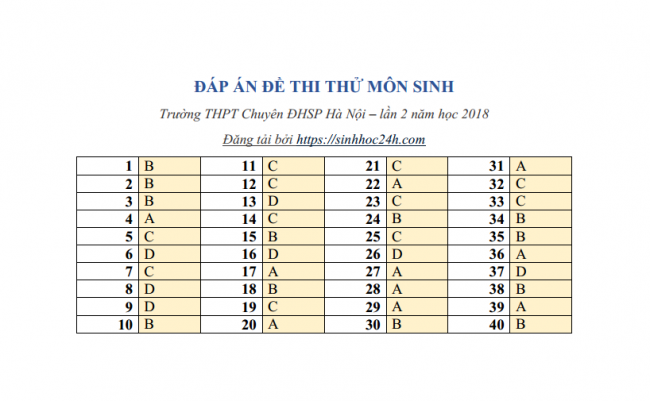 ĐÁP ÁN ĐỀ THI THỬ MÔN SINH
Trường THPT Chuyên ĐHSP Hà Nội – lần 2 năm học 2018
Đăng tải bởi https://sinhhoc24h.com
1 B 11 C 21 C 31 A
2 B 12 C 22 A 32 C
3 B 13 D 23 C 33 C
4 A 14 C 24 B 34 B
5 C 15 B 25 C 35 B
6 D 16 D 26 D 36 A
7 C 17 A 27 A 37 D
8 D 18 B 28 A 38 B
9 D 19 C 29 A 39 A
10 B 20 A 30 B 40 B